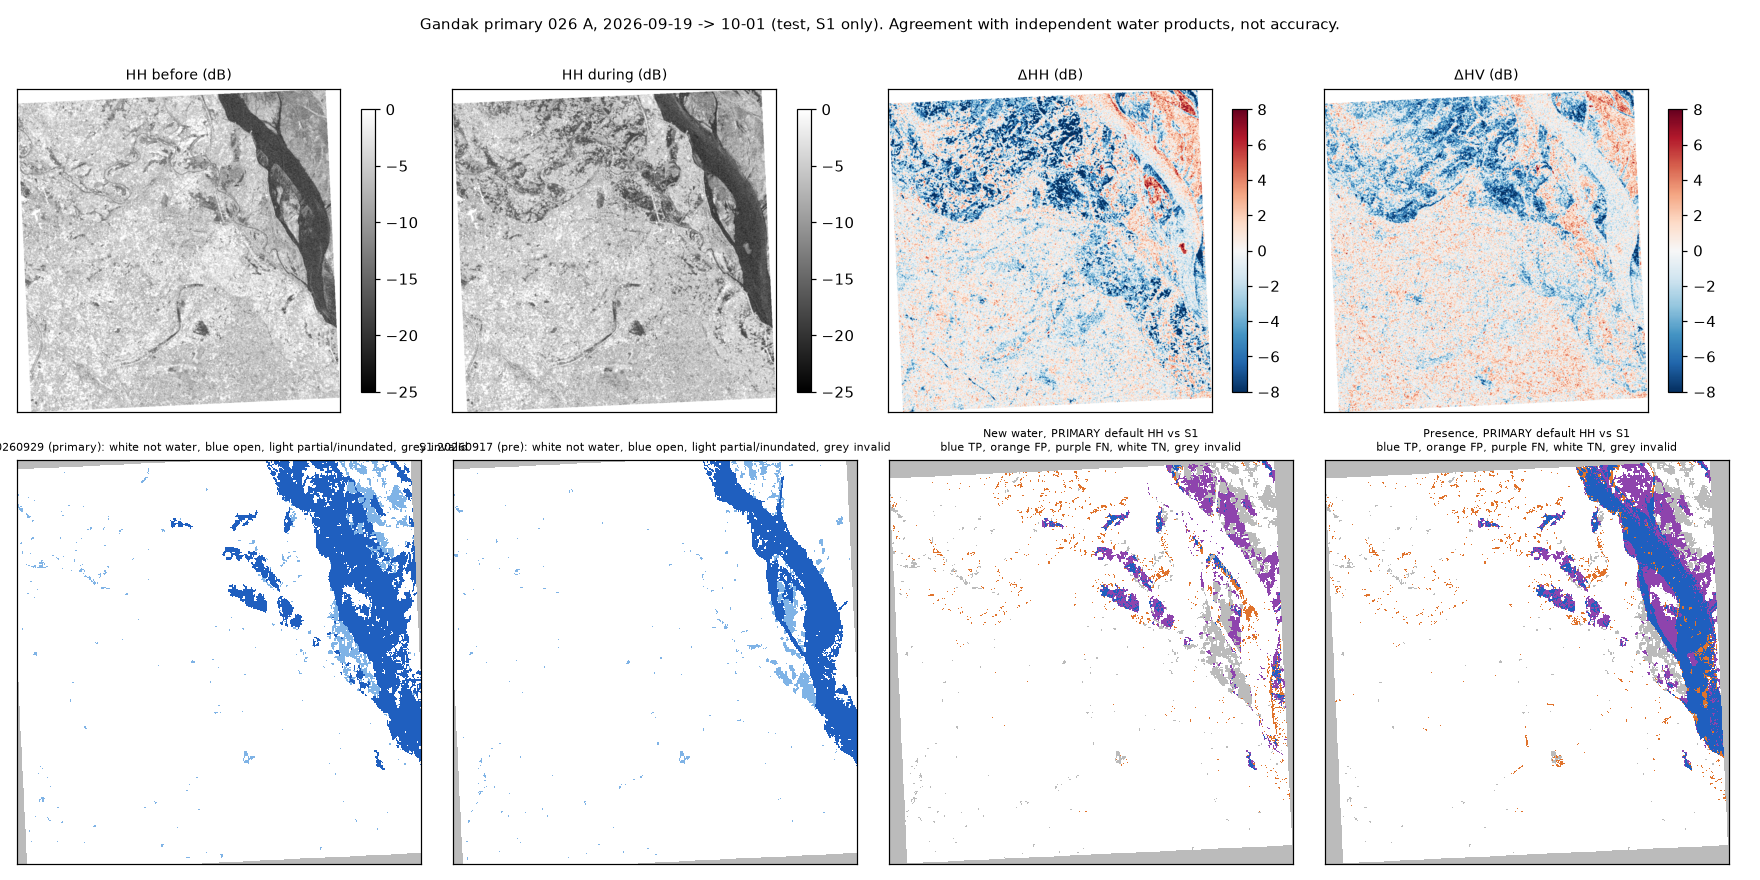 Gandak primary 026 A, 2026-09-19 -> 10-01 (test, S1 only). Agreement with independent water products, not accuracy.
HH before (dB)
HH during (dB)
ΔHH (dB)
ΔHV (dB)
0
−5
−10
−15
−20
−25
0
−5
−10
−15
−20
−25
8
6
4
2
0
−2
−4
−6
−8
8
6
4
2
0
−2
−4
−6
−8
0260929 (primary): white not water, blue open, light partial/inundated, grey invalid
S1 20260917 (pre): white not water, blue open, light partial/inundated, grey invalid
New water, PRIMARY default HH vs S1
blue TP, orange FP, purple FN, white TN, grey invalid
Presence, PRIMARY default HH vs S1
blue TP, orange FP, purple FN, white TN, grey invalid